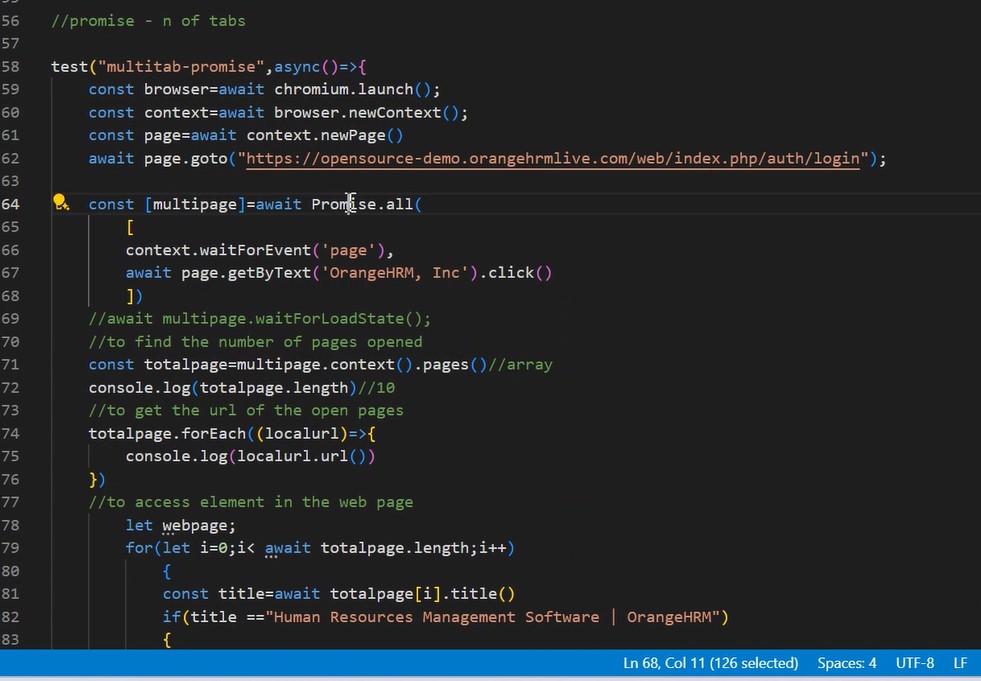 56 //promise - n of tabs
57
58 test("multitab-promise",async()=>{
59 const browser=await chromium.launch();
60 const context=await browser.newContext();
61 const page=await context.newPage()
62 await page.goto("https://opensource-demo.orangehrmlive.com/web/index.php/auth/login");
63
64 const [multipage]=await Promise.all(
65 [
66 context.waitForEvent('page'),
67 await page.getByText('OrangeHRM, Inc').click()
68 ])
69 //await multipage.waitForLoadState();
70 //to find the number of pages opened
71 const totalpage=multipage.context().pages()//array
72 console.log(totalpage.length)//10
73 //to get the url of the open pages
74 totalpage.forEach((localurl)=>{
75 console.log(localurl.url())
76 })
77 //to access element in the web page
78 let webpage;
79 for(let i=0;i< await totalpage.length;i++)
80 {
81 const title=await totalpage[i].title()
82 if(title =="Human Resources Management Software | OrangeHRM")
83 {
Ln 68, Col 11 (126 selected) Spaces: 4 UTF-8 LF